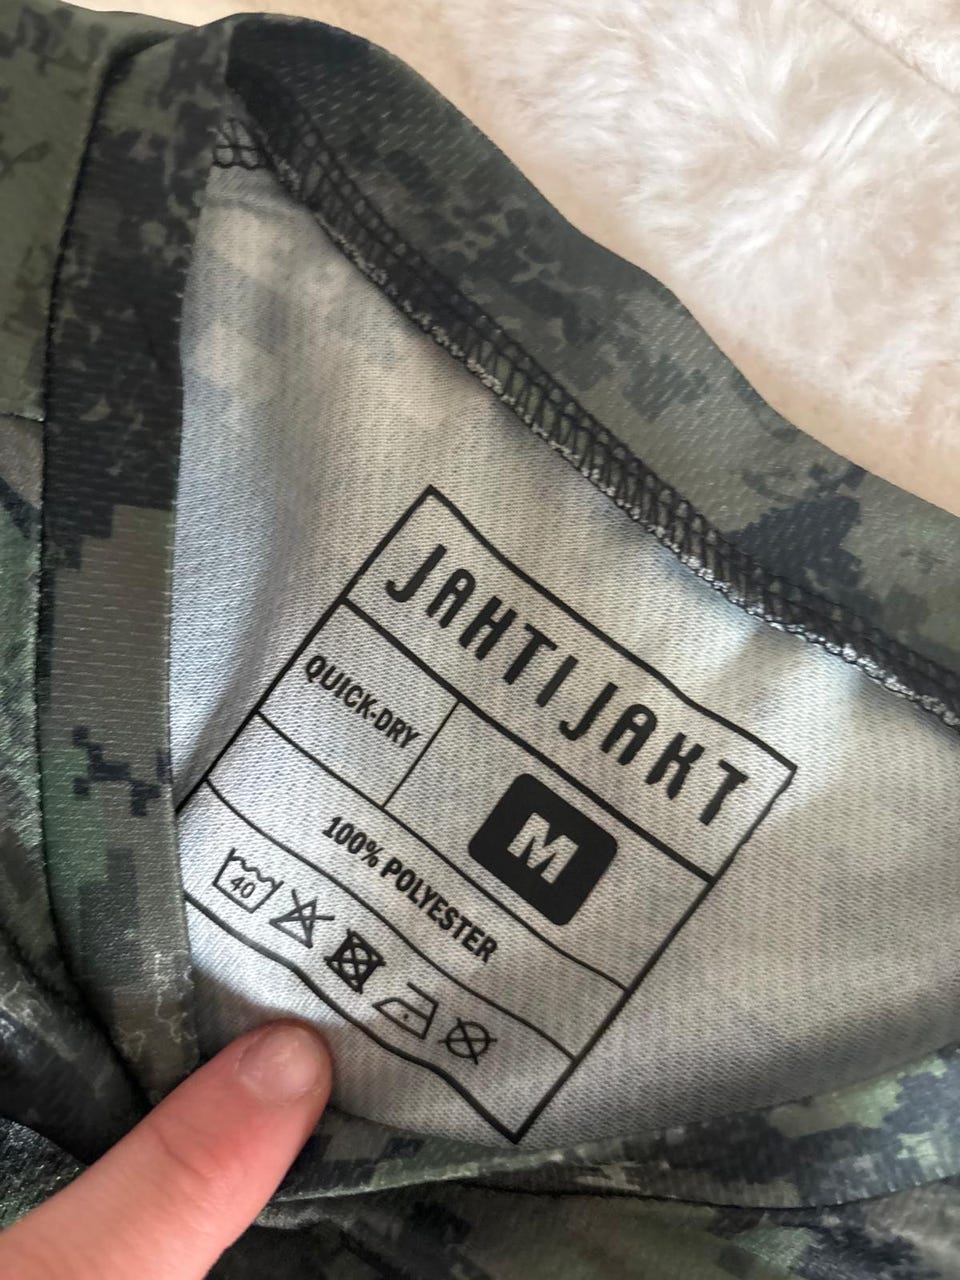 JAHTIJAKT
QUICK-DRY
M
100% POLYESTER
40